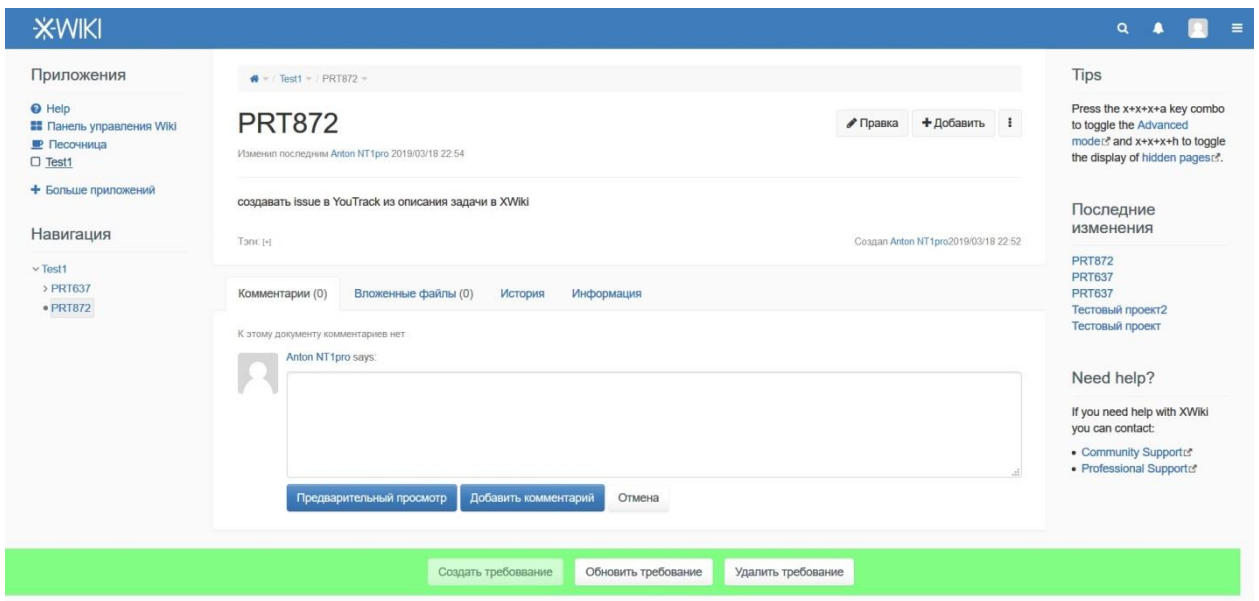 XWIKI
Приложения
Help
Панель управления Wiki
Песочница
Test1
Больше приложений
Навигация
Test1
PRT637
PRT872
/ Test1 / PRT872
PRT872
Правка
Добавить
Изменил последним Anton NT1pro 2019/03/18 22:54
создавать issue в YouTrack из описания задачи в XWiki
Тэги: [+]
Создан Anton NT1pro2019/03/18 22:52
Комментарии (0)
Вложенные файлы (0)
История
Информация
К этому документу комментариев нет
Anton NT1pro says:
Предварительный просмотр
Добавить комментарий
Отмена
Tips
Press the x+x+x+a key combo
to toggle the Advanced
mode and x+x+x+h to toggle
the display of hidden pages.
Последние
изменения
PRT872
PRT637
PRT637
Тестовый проект2
Тестовый проект
Need help?
If you need help with XWiki
you can contact:
• Community Support
• Professional Support
Создать требоввание
Обновить требование
Удалить требование